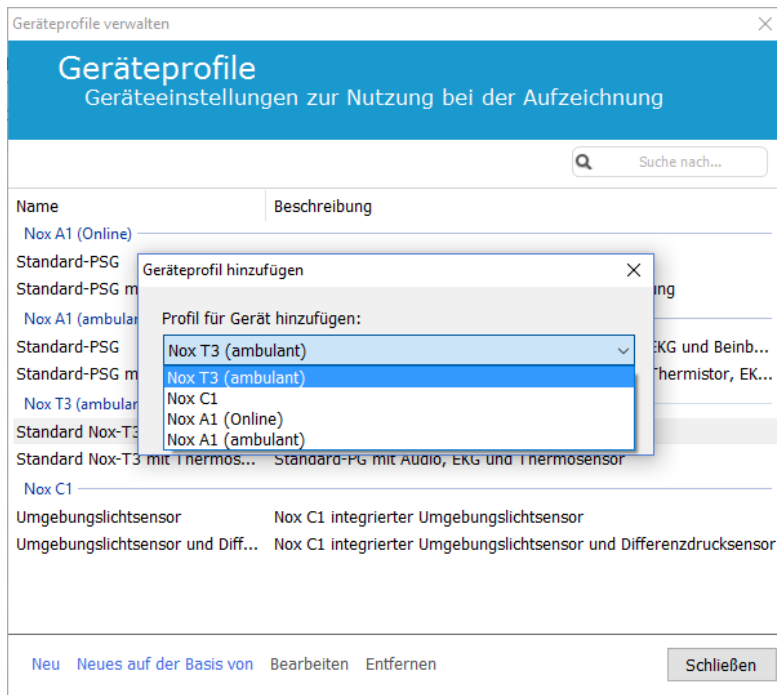 Geräteprofile verwalten
Geräteprofile
Geräteeinstellungen zur Nutzung bei der Aufzeichnung
Suche nach...
Name Beschreibung
Nox A1 (Online)
Standard-PSG
Standard-PSG m ung
Nox A1 (ambulan
Standard-PSG EKG und Beinb...
Standard-PSG m Thermistor, EK...
Nox T3 (ambulan
Standard Nox-T3
Standard Nox-T3 mit Thermos... Standard-PG mit Audio, EKG und Thermosensor
Nox C1
Umgebungslichtsensor Nox C1 integrierter Umgebungslichtsensor
Umgebungslichtsensor und Diff... Nox C1 integrierter Umgebungslichtsensor und Differenzdrucksensor
Geräteprofil hinzufügen
Profil für Gerät hinzufügen:
Nox T3 (ambulant)
Nox T3 (ambulant)
Nox C1
Nox A1 (Online)
Nox A1 (ambulant)
Neu Neues auf der Basis von Bearbeiten Entfernen Schließen